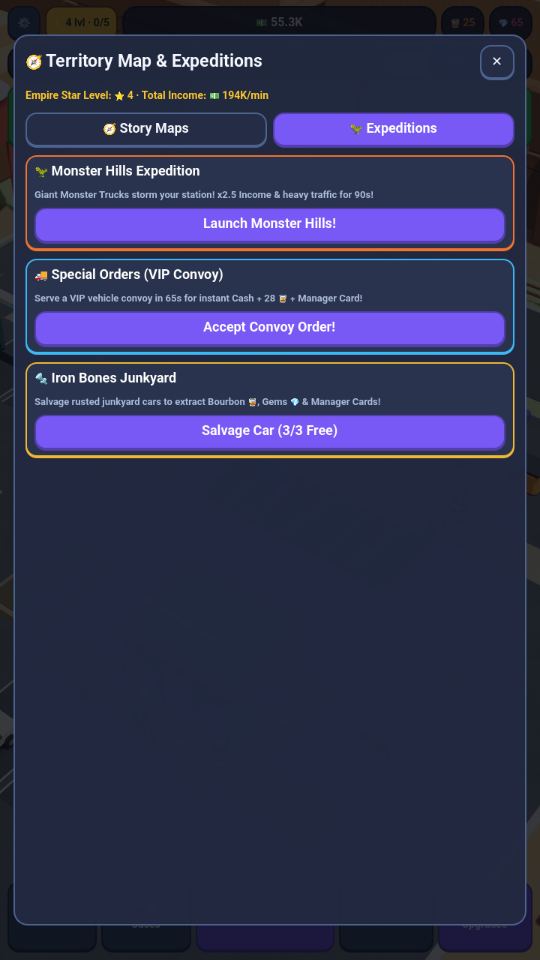 4 lvl · 0/5
55.3K
25
65
Territory Map & Expeditions
×
Empire Star Level: ⭐ 4 · Total Income: 💵 194K/min
🧭 Story Maps
🦖 Expeditions
🦖 Monster Hills Expedition
Giant Monster Trucks storm your station! x2.5 Income & heavy traffic for 90s!
Launch Monster Hills!
🚚 Special Orders (VIP Convoy)
Serve a VIP vehicle convoy in 65s for instant Cash + 28 🥃 + Manager Card!
Accept Convoy Order!
🔩 Iron Bones Junkyard
Salvage rusted junkyard cars to extract Bourbon 🥃, Gems 💎 & Manager Cards!
Salvage Car (3/3 Free)
Upgrades